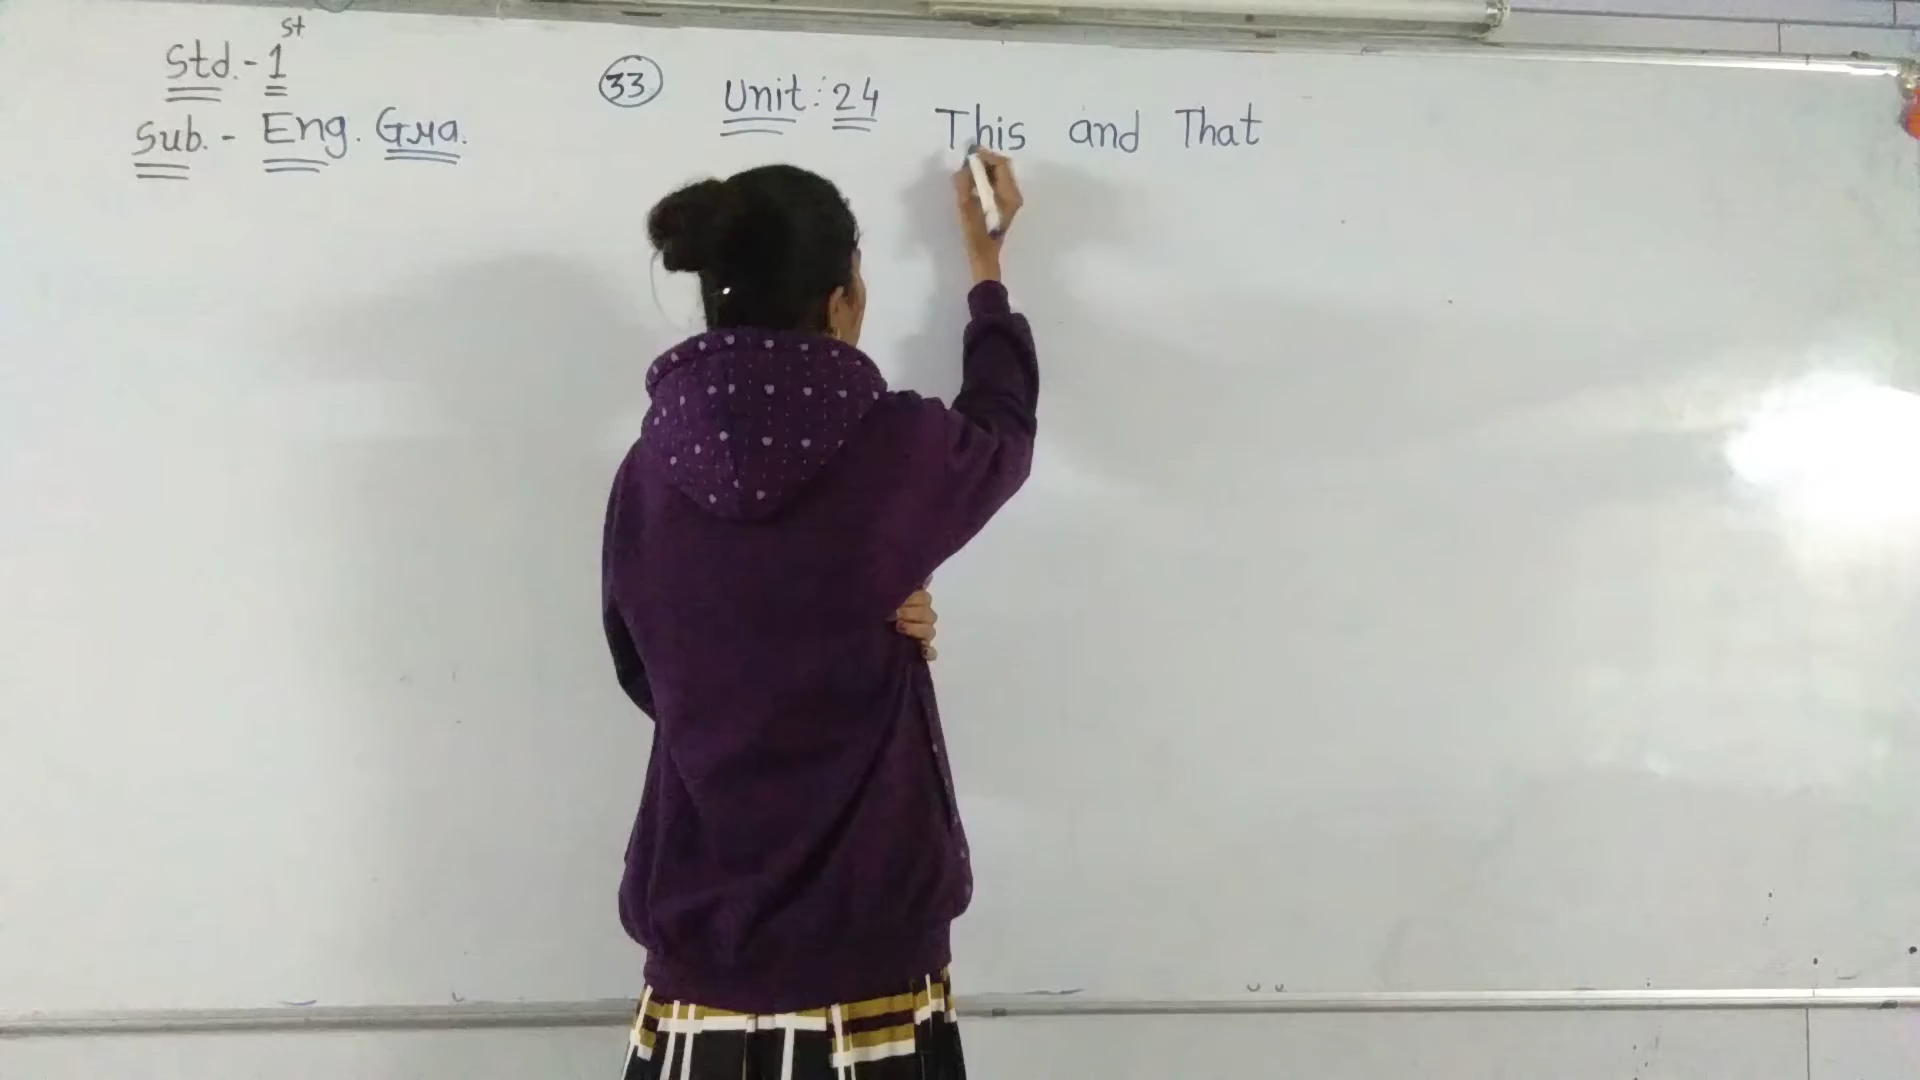 Std.- 1st
Sub. - Eng. Gra.
33 Unit: 24 This and That